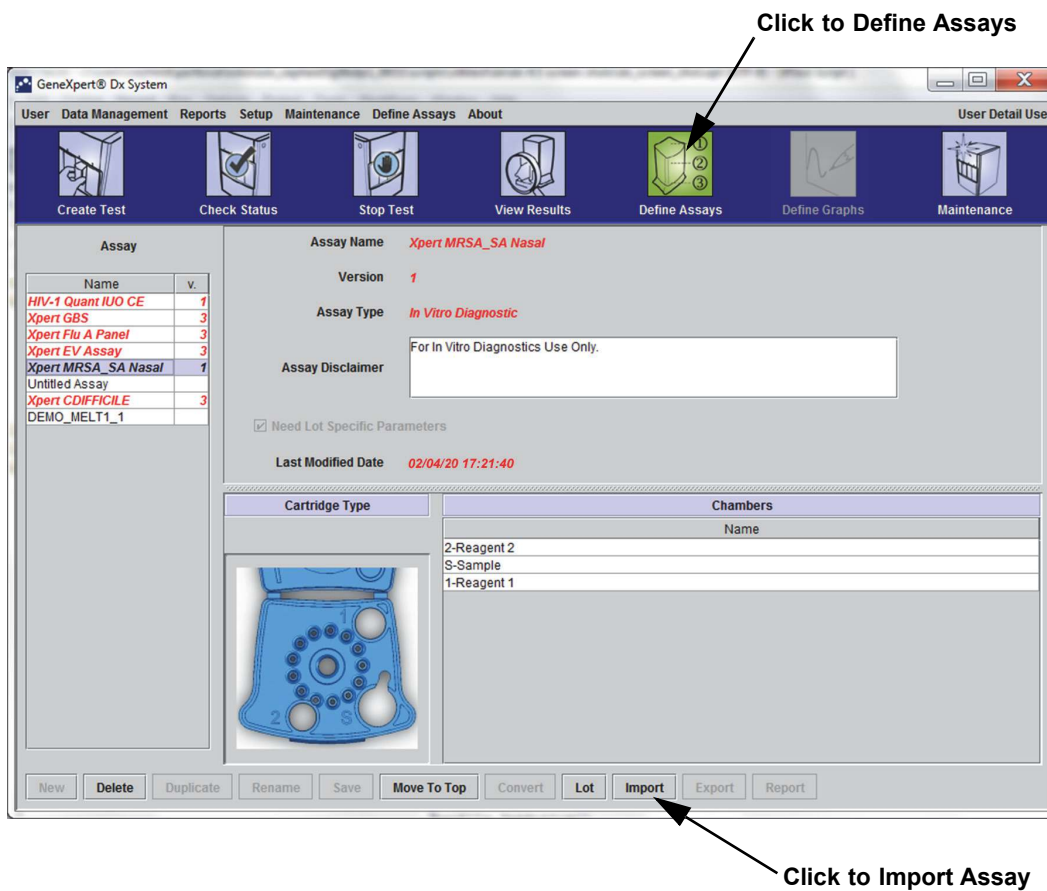 Click to Define Assays
GeneXpert® Dx System
User Data Management Reports Setup Maintenance Define Assays About User Detail Use
① ② ③
Create Test Check Status Stop Test View Results Define Assays Define Graphs Maintenance
Assay
Name v.
HIV-1 Quant IUO CE 1
Xpert GBS 3
Xpert Flu A Panel 3
Xpert EV Assay 3
Xpert MRSA_SA Nasal 1
Untitled Assay
Xpert CDIFFICILE 3
DEMO_MELT1_1
Assay Name Xpert MRSA_SA Nasal
Version 1
Assay Type In Vitro Diagnostic
Assay Disclaimer For In Vitro Diagnostics Use Only.
Need Lot Specific Parameters
Last Modified Date 02/04/20 17:21:40
Cartridge Type
1
2 S
Chambers
Name
2-Reagent 2
S-Sample
1-Reagent 1
New Delete Duplicate Rename Save Move To Top Convert Lot Import Export Report
Click to Import Assay